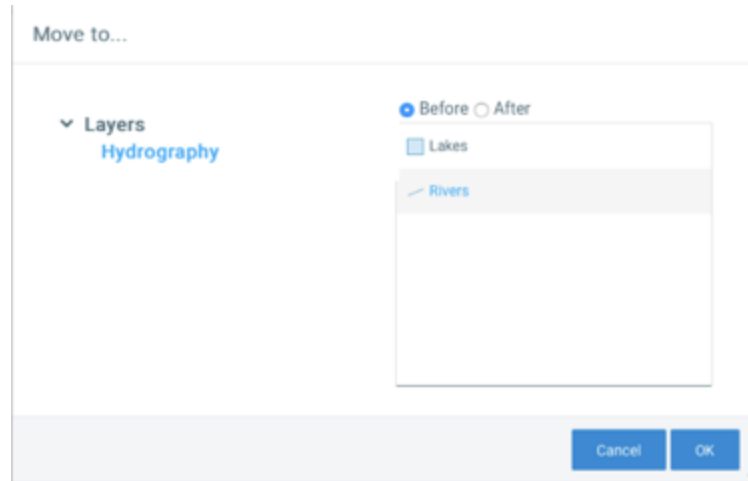 Move to...
Layers
Hydrography
Before After
Lakes
Rivers
Cancel OK